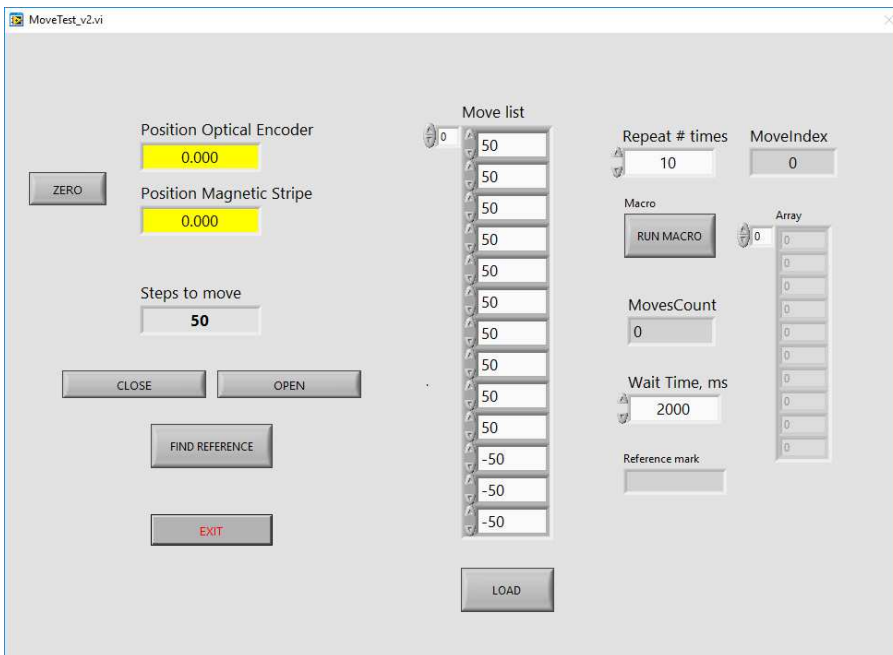 MoveTest_v2.vi
ZERO
Position Optical Encoder
0.000
Position Magnetic Stripe
0.000
Steps to move
50
CLOSE
OPEN
FIND REFERENCE
EXIT
Move list
0
50
50
50
50
50
50
50
50
50
50
-50
-50
-50
LOAD
Repeat # times
10
MoveIndex
0
Macro
RUN MACRO
Array
0
0
0
0
0
0
0
0
0
0
0
MovesCount
0
Wait Time, ms
2000
Reference mark